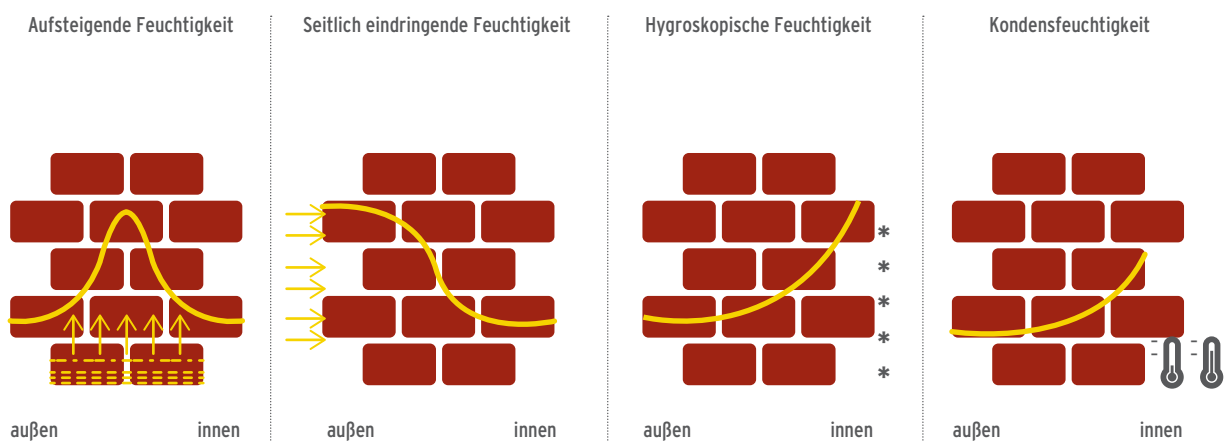 Aufsteigende Feuchtigkeit
Seitlich eindringende Feuchtigkeit
Hygroskopische Feuchtigkeit
Kondensfeuchtigkeit
außen innen
außen innen
außen innen
außen innen